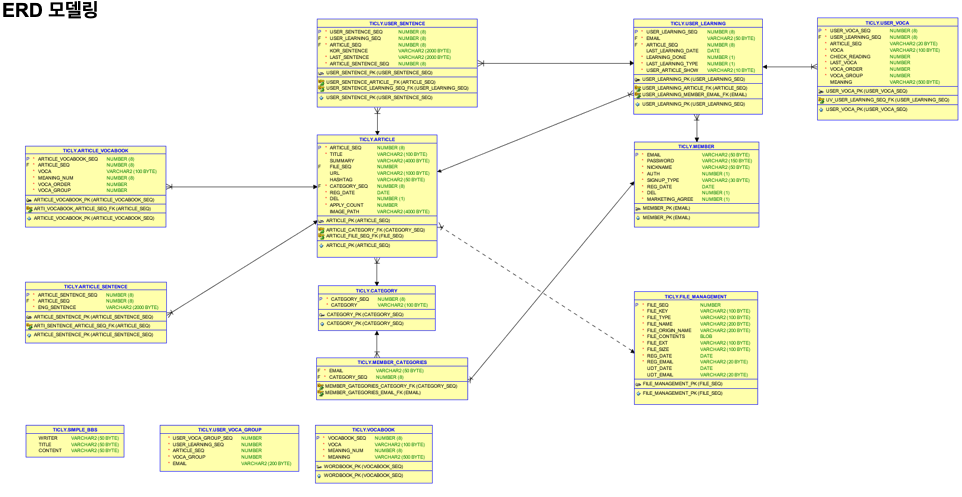 ERD 모델링
TICLY.USER_SENTENCE
P * USER_SENTENCE_SEQ NUMBER (8)
F * USER_LEARNING_SEQ NUMBER (8)
F * ARTICLE_SEQ NUMBER (8)
KOR_SENTENCE VARCHAR2 (2000 BYTE)
* LAST_SENTENCE VARCHAR2 (2000 BYTE)
* ARTICLE_SENTENCE_SEQ NUMBER (8)
USER_SENTENCE_PK (USER_SENTENCE_SEQ)
USER_SENTENCE_ARTICLE_FK (ARTICLE_SEQ)
USER_SENTENCE_LEARNING_SEQ_FK (USER_LEARNING_SEQ)
USER_SENTENCE_PK (USER_SENTENCE_SEQ)
TICLY.USER_LEARNING
P * USER_LEARNING_SEQ NUMBER (8)
F * EMAIL VARCHAR2 (50 BYTE)
F * ARTICLE_SEQ NUMBER (8)
LAST_LEARNING_DATE DATE
* LEARNING_DONE NUMBER (1)
* LAST_LEARNING_TYPE NUMBER (1)
* USER_ARTICLE_SHOW VARCHAR2 (10 BYTE)
USER_LEARNING_PK (USER_LEARNING_SEQ)
USER_LEARNING_ARTICLE_FK (ARTICLE_SEQ)
USER_LEARNING_MEMBER_EMAIL_FK (EMAIL)
USER_LEARNING_PK (USER_LEARNING_SEQ)
TICLY.USER_VOCA
P * USER_VOCA_SEQ NUMBER (8)
F * USER_LEARNING_SEQ NUMBER (8)
* ARTICLE_SEQ VARCHAR2 (20 BYTE)
* VOCA VARCHAR2 (100 BYTE)
* CHECK_READING NUMBER
* LAST_VOCA NUMBER
* VOCA_ORDER NUMBER
* VOCA_GROUP NUMBER
MEANING VARCHAR2 (500 BYTE)
USER_VOCA_PK (USER_VOCA_SEQ)
UV_USER_LEARNING_SEQ_FK (USER_LEARNING_SEQ)
USER_VOCA_PK (USER_VOCA_SEQ)
TICLY.ARTICLE_VOCABOOK
P * ARTICLE_VOCABOOK_SEQ NUMBER (8)
F * ARTICLE_SEQ NUMBER (8)
* VOCA VARCHAR2 (100 BYTE)
* MEANING_NUM NUMBER (8)
* VOCA_ORDER NUMBER
* VOCA_GROUP NUMBER
ARTICLE_VOCABOOK_PK (ARTICLE_VOCABOOK_SEQ)
ARTI_VOCABOOK_ARTICLE_SEQ_FK (ARTICLE_SEQ)
ARTICLE_VOCABOOK_PK (ARTICLE_VOCABOOK_SEQ)
TICLY.ARTICLE
P * ARTICLE_SEQ NUMBER (8)
* TITLE VARCHAR2 (100 BYTE)
SUMMARY VARCHAR2 (4000 BYTE)
F FILE_SEQ NUMBER
URL VARCHAR2 (1000 BYTE)
HASHTAG VARCHAR2 (50 BYTE)
F * CATEGORY_SEQ NUMBER (8)
* REG_DATE DATE
* DEL NUMBER (1)
* APPLY_COUNT NUMBER
IMAGE_PATH VARCHAR2 (4000 BYTE)
ARTICLE_PK (ARTICLE_SEQ)
ARTICLE_CATEGORY_FK (CATEGORY_SEQ)
ARTICLE_FILE_SEQ_FK (FILE_SEQ)
ARTICLE_PK (ARTICLE_SEQ)
TICLY.MEMBER
P * EMAIL VARCHAR2 (50 BYTE)
* PASSWORD VARCHAR2 (150 BYTE)
* NICKNAME VARCHAR2 (50 BYTE)
* AUTH NUMBER (1)
* SIGNUP_TYPE VARCHAR2 (30 BYTE)
* REG_DATE DATE
* DEL NUMBER (1)
* MARKETING_AGREE NUMBER (1)
MEMBER_PK (EMAIL)
MEMBER_PK (EMAIL)
TICLY.ARTICLE_SENTENCE
P * ARTICLE_SENTENCE_SEQ NUMBER (8)
F * ARTICLE_SEQ NUMBER (8)
* ENG_SENTENCE VARCHAR2 (2000 BYTE)
ARTICLE_SENTENCE_PK (ARTICLE_SENTENCE_SEQ)
ARTI_SENTENCE_ARTICLE_SEQ_FK (ARTICLE_SEQ)
ARTICLE_SENTENCE_PK (ARTICLE_SENTENCE_SEQ)
TICLY.CATEGORY
P * CATEGORY_SEQ NUMBER (8)
* CATEGORY VARCHAR2 (100 BYTE)
CATEGORY_PK (CATEGORY_SEQ)
CATEGORY_PK (CATEGORY_SEQ)
TICLY.FILE_MANAGEMENT
P * FILE_SEQ NUMBER
* FILE_KEY VARCHAR2 (100 BYTE)
* FILE_TYPE VARCHAR2 (150 BYTE)
* FILE_NAME VARCHAR2 (200 BYTE)
* FILE_ORIGIN_NAME VARCHAR2 (200 BYTE)
* FILE_CONTENTS BLOB
* FILE_EXT VARCHAR2 (100 BYTE)
* FILE_SIZE VARCHAR2 (100 BYTE)
* REG_DATE DATE
* REG_EMAIL VARCHAR2 (20 BYTE)
UDT_DATE DATE
UDT_EMAIL VARCHAR2 (20 BYTE)
FILE_MANAGEMENT_PK (FILE_SEQ)
FILE_MANAGEMENT_PK (FILE_SEQ)
TICLY.MEMBER_CATEGORIES
F * EMAIL VARCHAR2 (50 BYTE)
F * CATEGORY_SEQ NUMBER (8)
MEMBER_GATEGORIES_CATEGORY_FK (CATEGORY_SEQ)
MEMBER_GATEGORIES_EMAIL_FK (EMAIL)
TICLY.SIMPLE_BBS
WRITER VARCHAR2 (50 BYTE)
TITLE VARCHAR2 (50 BYTE)
CONTENT VARCHAR2 (50 BYTE)
TICLY.USER_VOCA_GROUP
* USER_VOCA_GROUP_SEQ NUMBER
* USER_LEARNING_SEQ NUMBER
* ARTICLE_SEQ NUMBER
* VOCA_GROUP NUMBER
* EMAIL VARCHAR2 (200 BYTE)
TICLY.VOCABOOK
P * VOCABOOK_SEQ NUMBER (8)
* VOCA VARCHAR2 (100 BYTE)
* MEANING_NUM NUMBER (8)
* MEANING VARCHAR2 (500 BYTE)
WORDBOOK_PK (VOCABOOK_SEQ)
WORDBOOK_PK (VOCABOOK_SEQ)